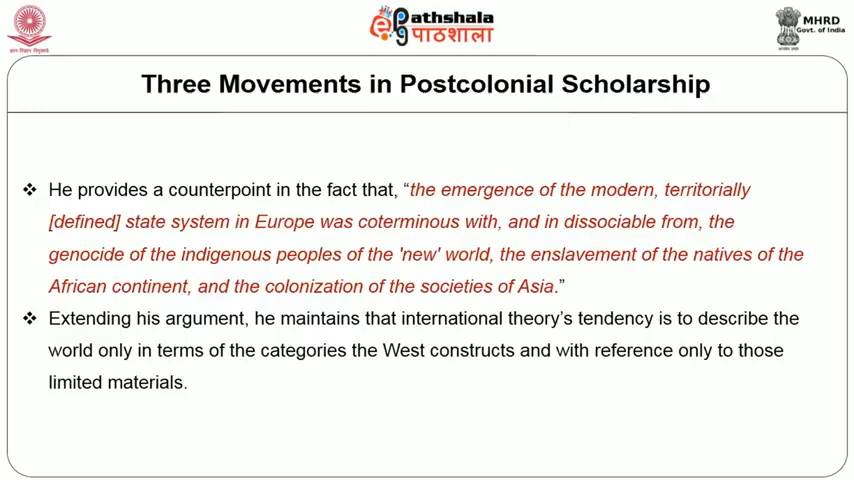 ePgathshala
पाठशाला
MHRD
Govt. of India
Three Movements in Postcolonial Scholarship
❖ He provides a counterpoint in the fact that, “the emergence of the modern, territorially
[defined] state system in Europe was coterminous with, and in dissociable from, the
genocide of the indigenous peoples of the 'new' world, the enslavement of the natives of the
African continent, and the colonization of the societies of Asia.”
❖ Extending his argument, he maintains that international theory’s tendency is to describe the
world only in terms of the categories the West constructs and with reference only to those
limited materials.